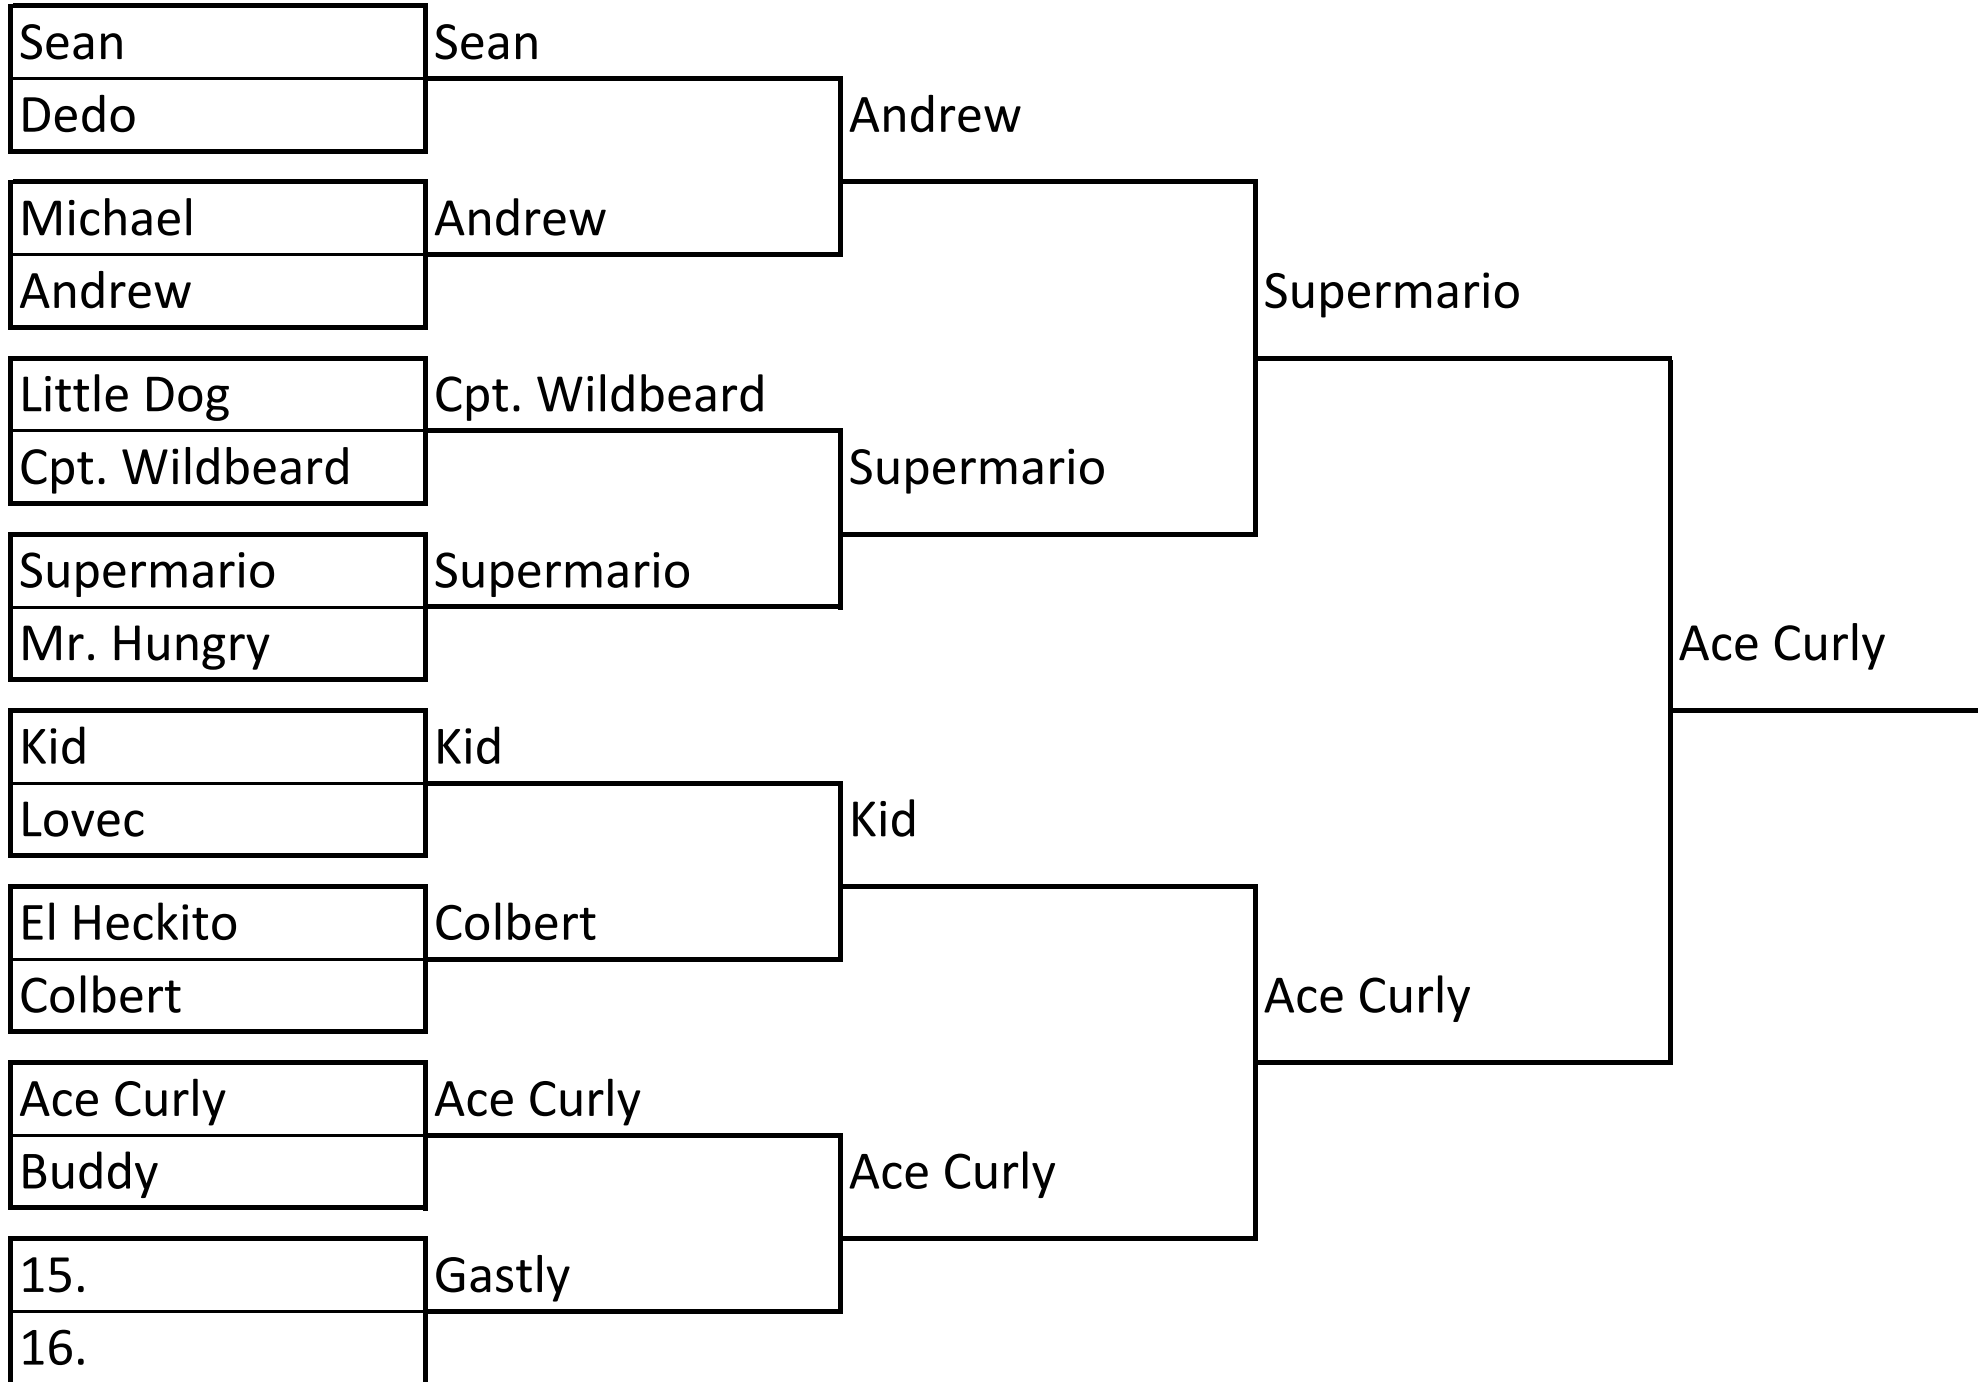 Sean
Sean
Dedo
Andrew
Michael
Andrew
Andrew
Supermario
Little Dog
Cpt. Wildbeard
Cpt. Wildbeard
Supermario
Supermario
Supermario
Mr. Hungry
Ace Curly
Kid
Kid
Lovec
Kid
El Heckito
Colbert
Colbert
Ace Curly
Ace Curly
Ace Curly
Buddy
Ace Curly
15.
Gastly
16.